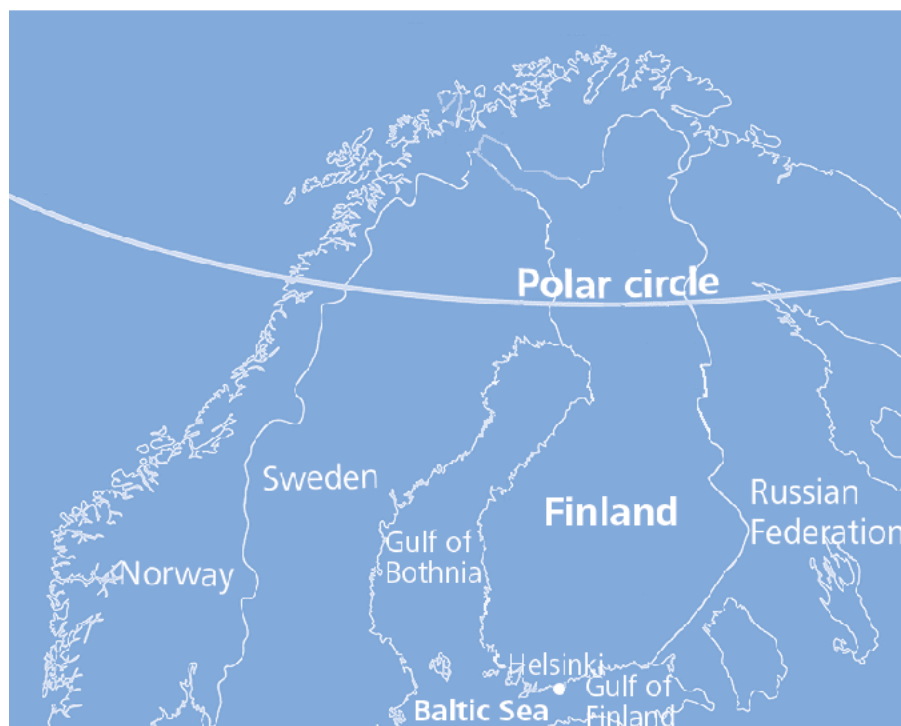 Polar circle
Sweden
Finland
Russian
Federation
Gulf of
Bothnia
Norway
Helsinki
Gulf of
Finland
Baltic Sea